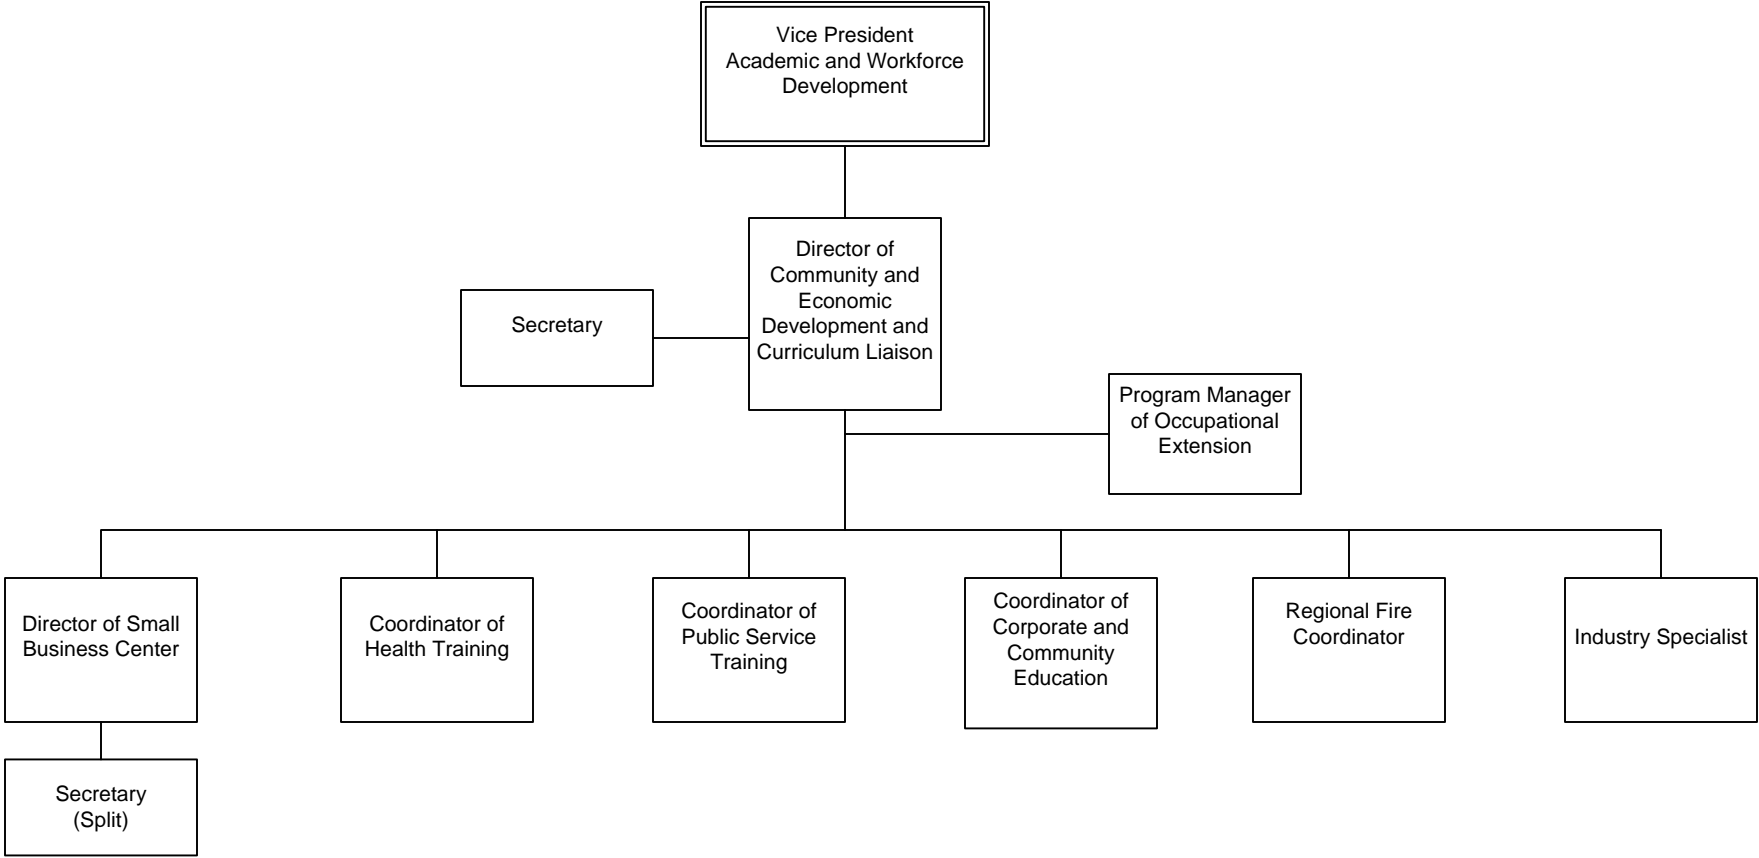 Vice President
Academic and Workforce
Development
Director of
Community and
Economic
Development and
Curriculum Liaison
Secretary
Program Manager
of Occupational
Extension
Director of Small
Business Center
Coordinator of
Health Training
Coordinator of
Public Service
Training
Coordinator of
Corporate and
Community
Education
Regional Fire
Coordinator
Industry Specialist
Secretary
(Split)